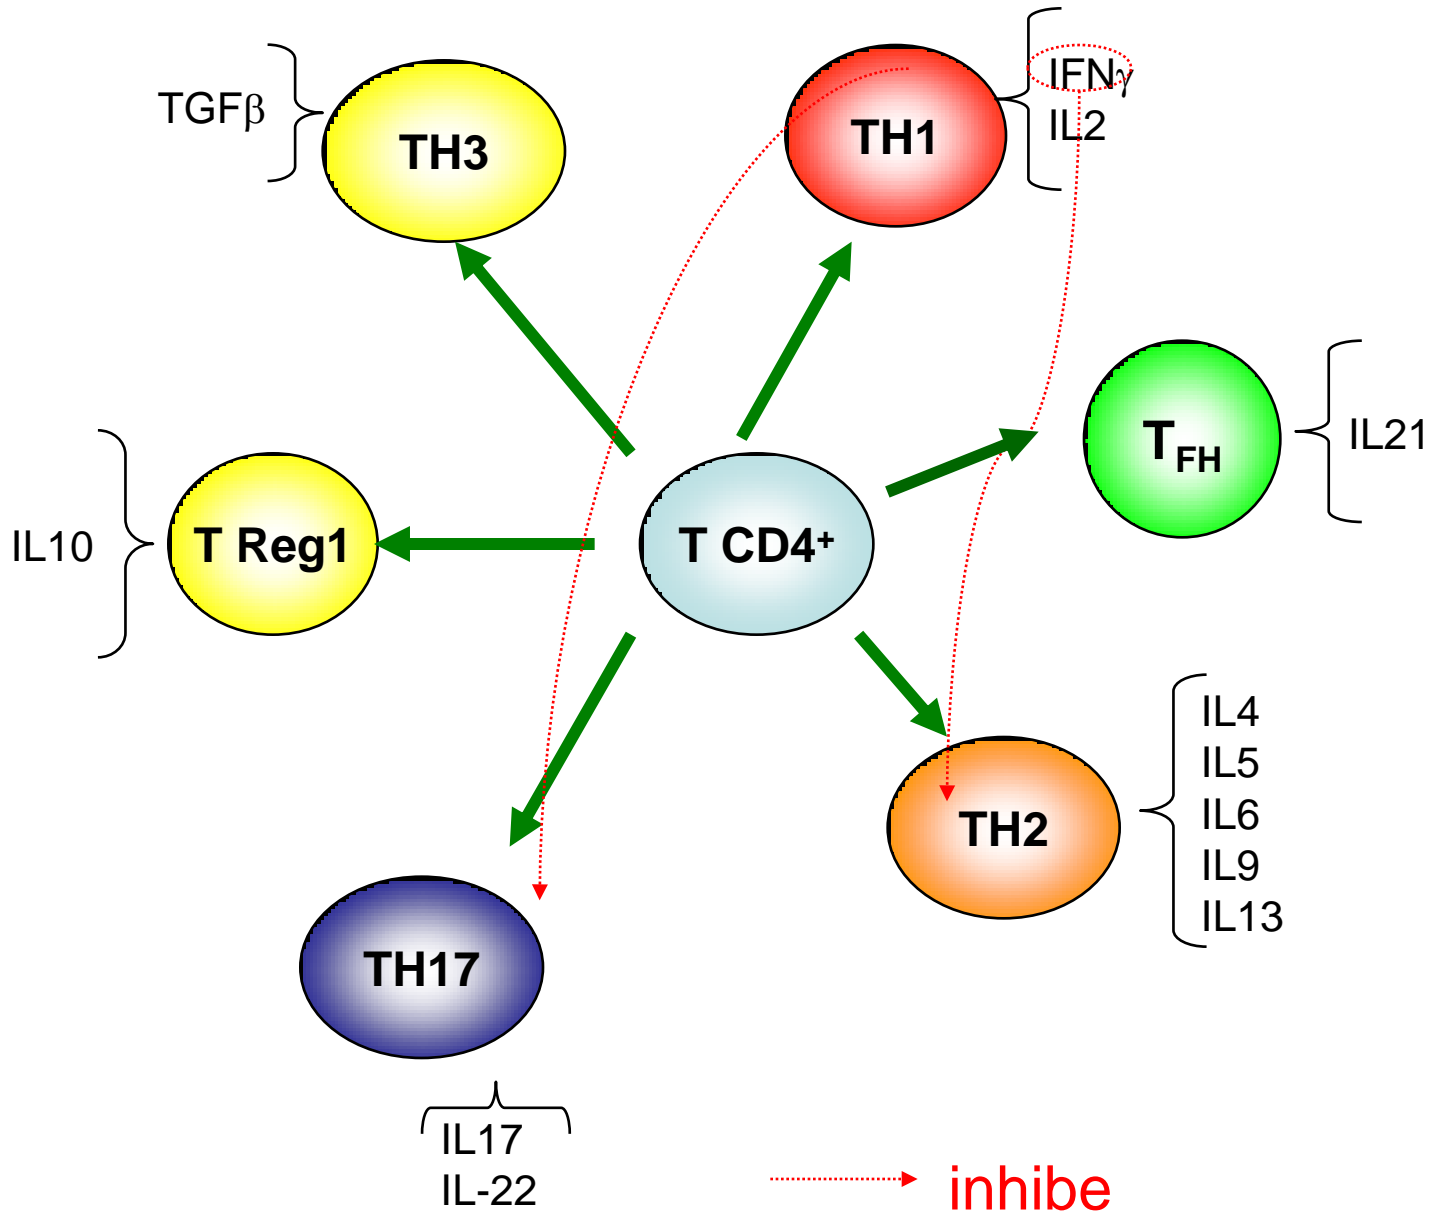 TGFβ
TH3
TH1
IFNγ
IL2
TFH
IL21
IL10
T Reg1
T CD4+
IL4
IL5
IL6
IL9
IL13
TH2
TH17
IL17
IL-22
inhibe